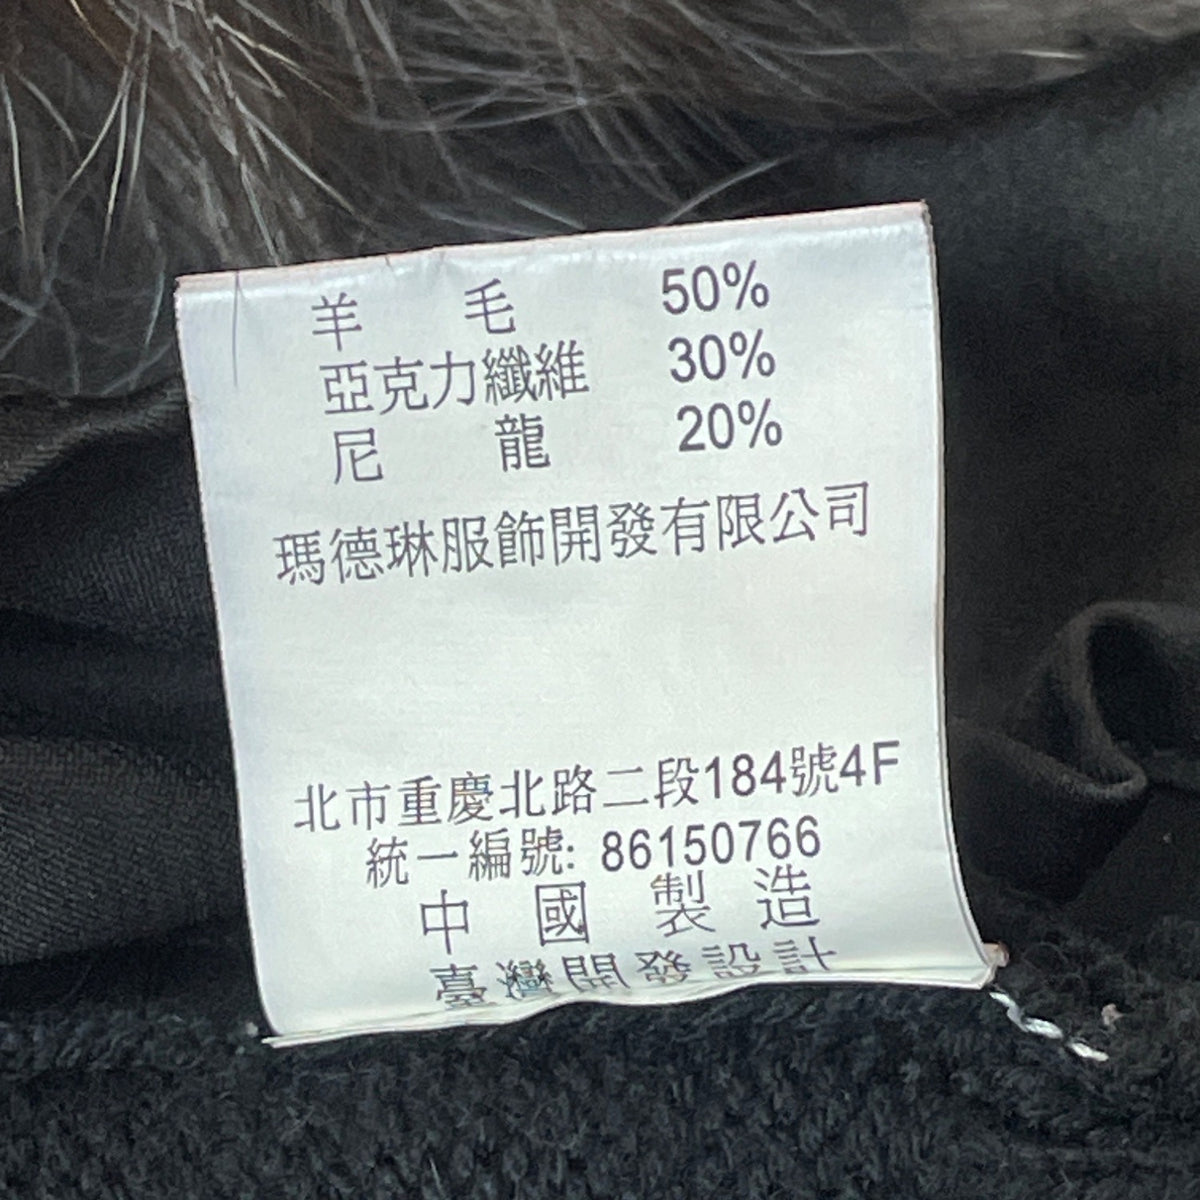 羊毛 50%
亞克力纖維 30%
尼龍 20%
瑪德琳服飾開發有限公司
北市重慶北路二段184號4F
統一編號: 86150766
中國製造
臺灣開發設計